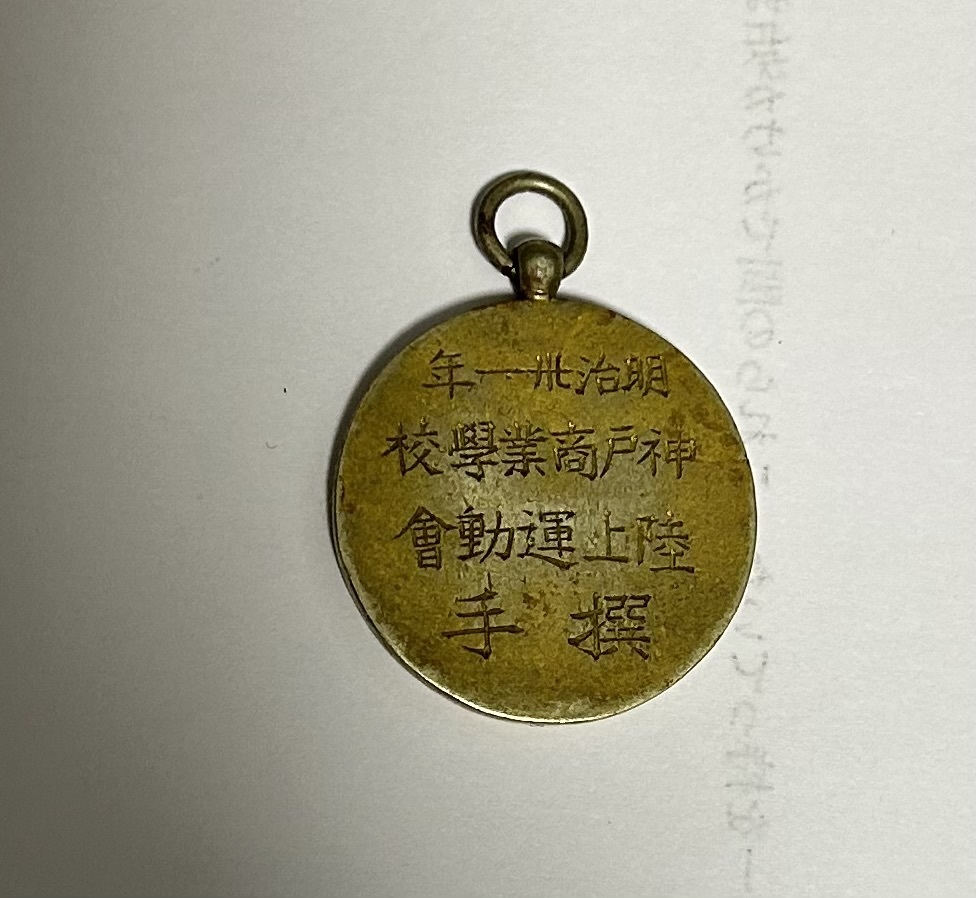 明治卅一年
神戸商業學校
陸上運動會
撰手